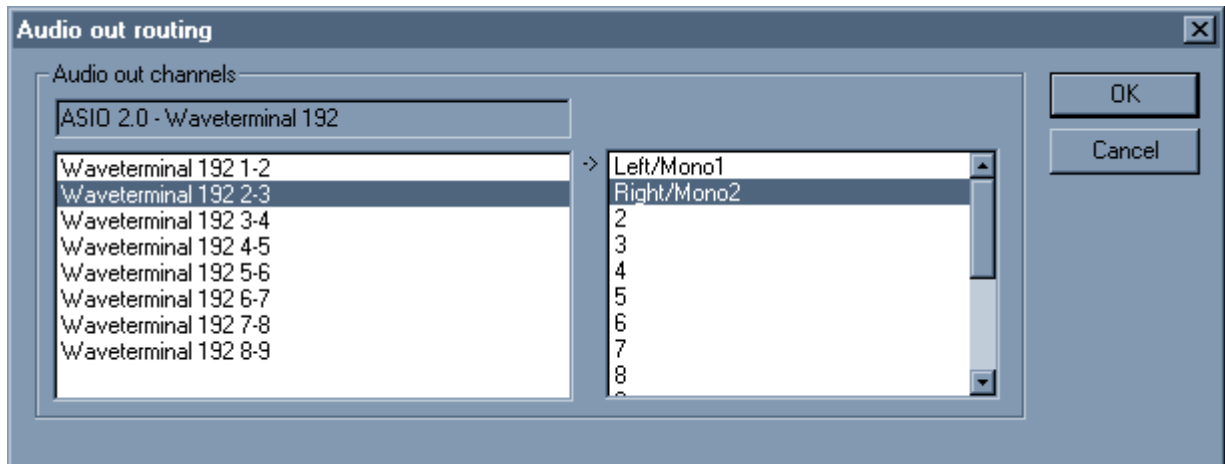 Audio out routing
Audio out channels
OK
ASIO 2.0 - Waveterminal 192
Cancel
Waveterminal 192 1-2
Waveterminal 192 2-3
Waveterminal 192 3-4
Waveterminal 192 4-5
Waveterminal 192 5-6
Waveterminal 192 6-7
Waveterminal 192 7-8
Waveterminal 192 8-9
->
Left/Mono1
Right/Mono2
2
3
4
5
6
7
8